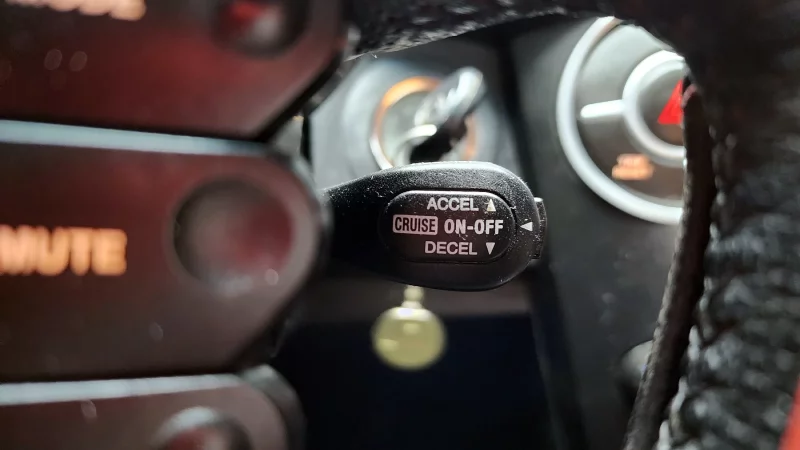 ACCEL ▲
CRUISE ON-OFF ◀
DECEL ▼
MUTE